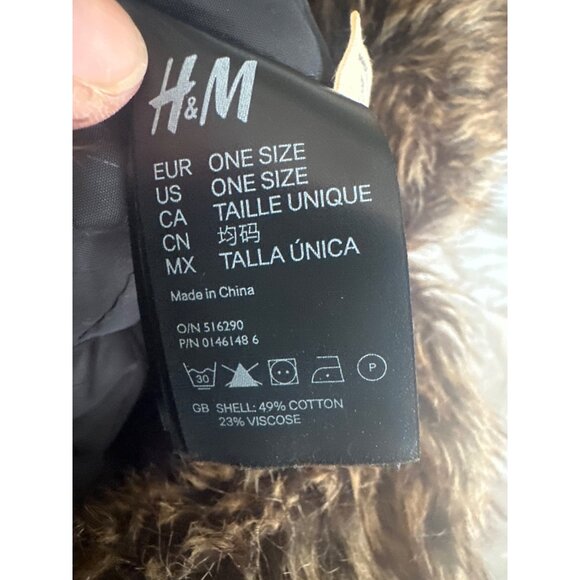 H&M
EUR ONE SIZE
US ONE SIZE
CA TAILLE UNIQUE
CN 均码
MX TALLA ÚNICA
Made in China
O/N 516290
P/N 0146148 6
30 P
GB SHELL: 49% COTTON
23% VISCOSE